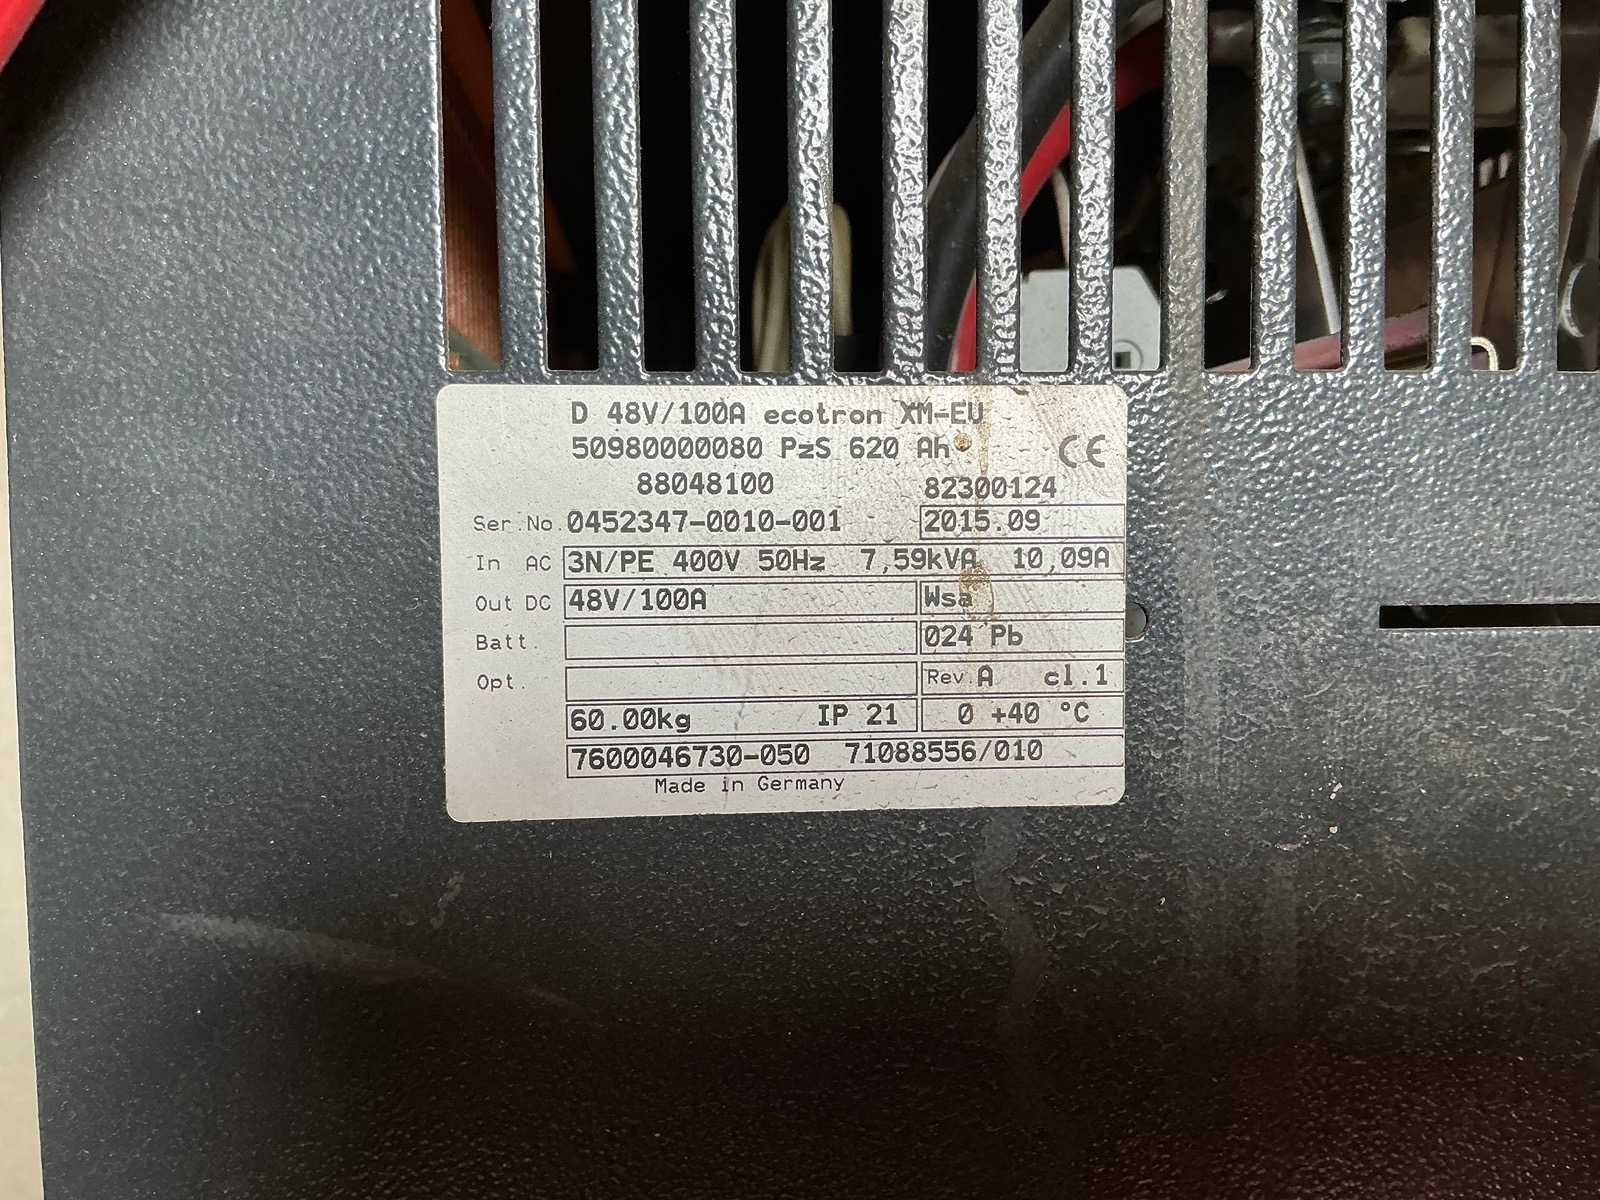 D 48V/100A ecotron XM-EU
50980000080 PzS 620 Ah
CE
88048100 82300124
Ser.No. 0452347-0010-001 2015.09
In AC 3N/PE 400V 50Hz 7,59kVA 10,09A
Out DC 48V/100A Wsa
Batt. 024 Pb
Opt. Rev.A cl.1
60.00kg IP 21 0 +40 °C
7600046730-050 71088556/010
Made in Germany